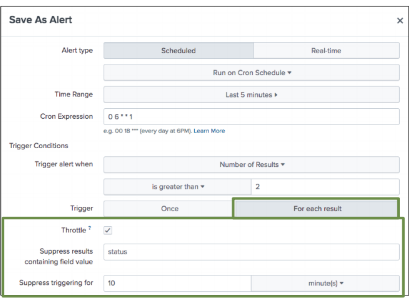 Save As Alert ×
Alert type Scheduled Real-time
Run on Cron Schedule ▾
Time Range Last 5 minutes ▸
Cron Expression 0 6 * * 1
e.g. 00 18 *** (every day at 6PM). Learn More
Trigger Conditions
Trigger alert when Number of Results ▾
is greater than ▾ 2
Trigger Once For each result
Throttle ? ✓
Suppress results status
containing field value
Suppress triggering for 10 minute(s) ▾